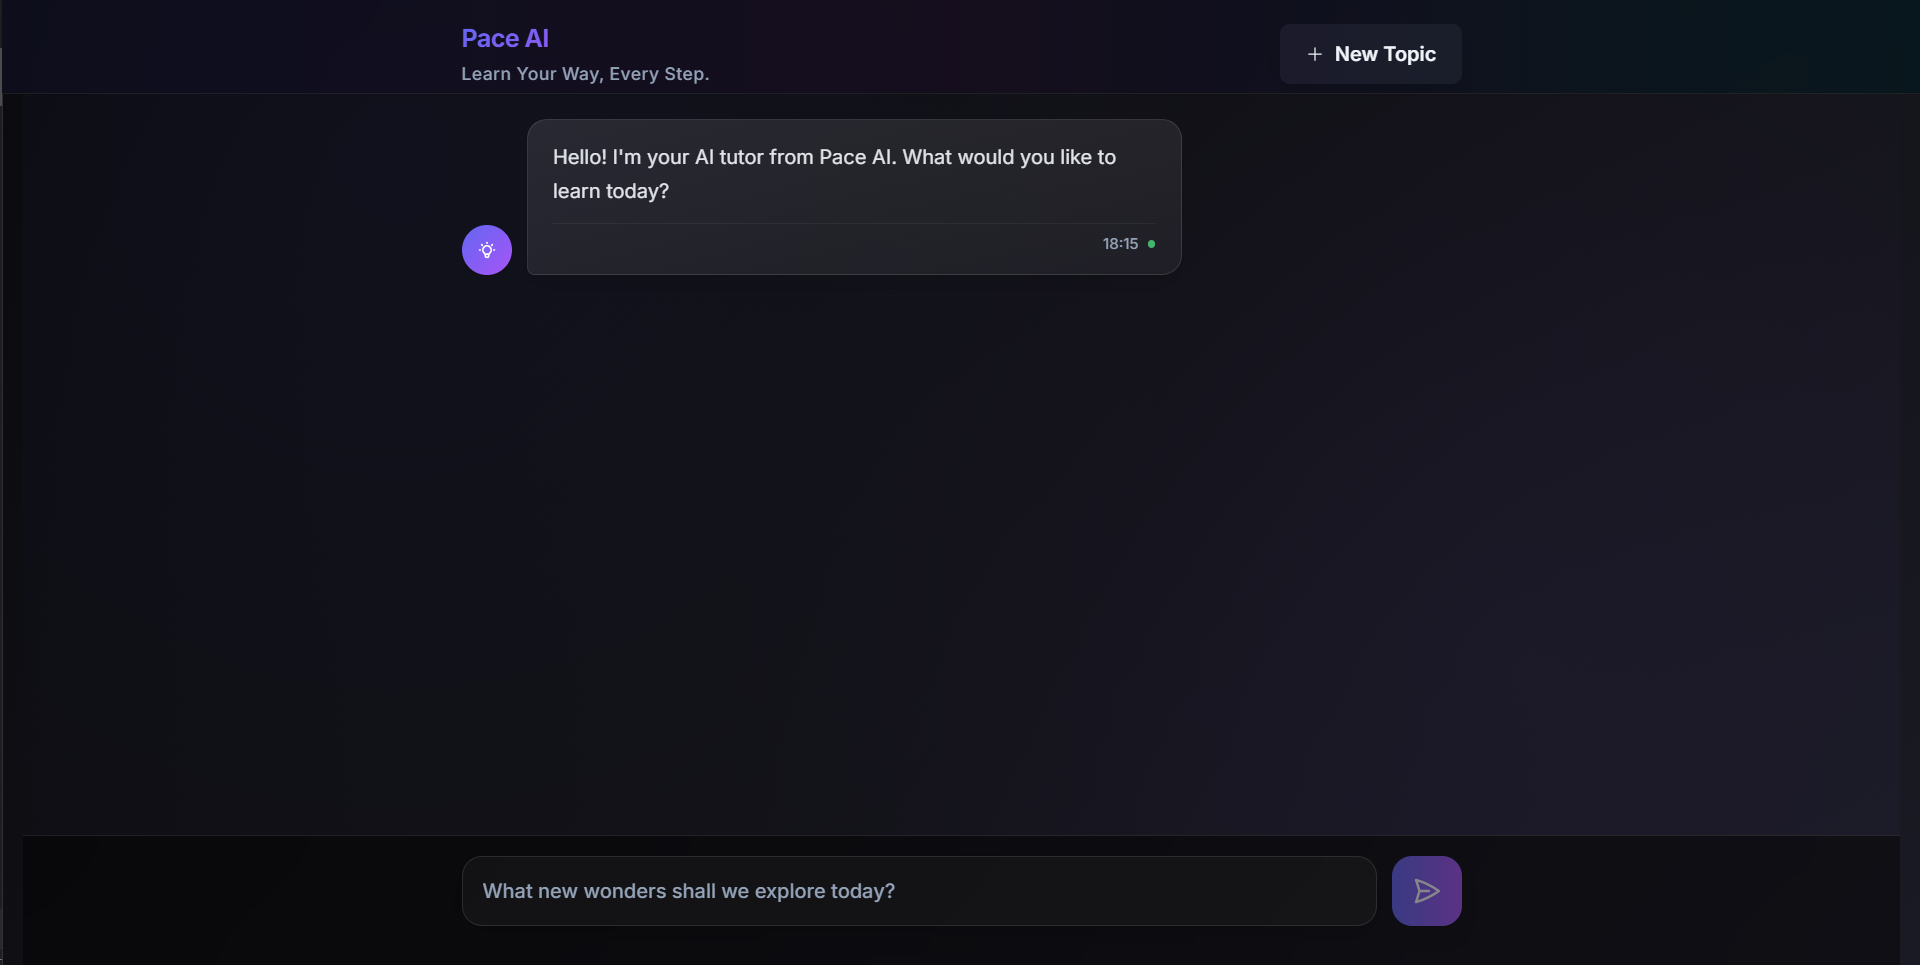 Pace AI
Learn Your Way, Every Step.
New Topic
Hello! I'm your AI tutor from Pace AI. What would you like to
learn today?
18:15
What new wonders shall we explore today?